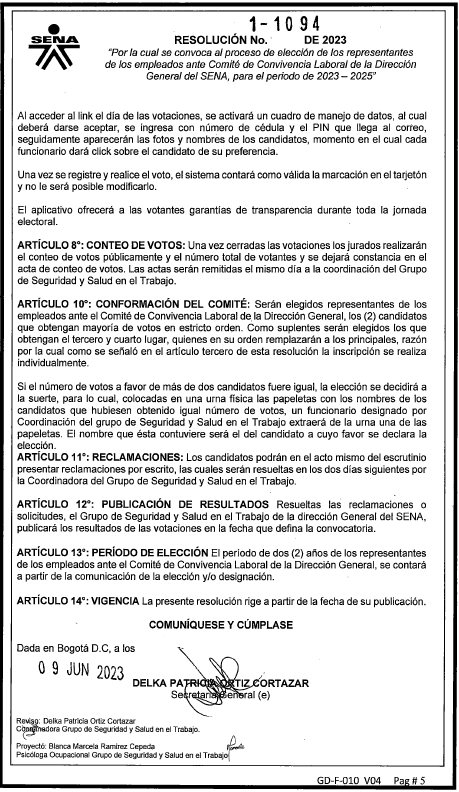 SENA
1-1094
RESOLUCIÓN No. DE 2023
"Por la cual se convoca al proceso de elección de los representantes
de los empleados ante Comité de Convivencia Laboral de la Dirección
General del SENA, para el período de 2023 – 2025"
Al acceder al link el día de las votaciones, se activará un cuadro de manejo de datos, al cual
deberá darse aceptar, se ingresa con número de cédula y el PIN que llega al correo,
seguidamente aparecerán las fotos y nombres de los candidatos, momento en el cual cada
funcionario dará click sobre el candidato de su preferencia.
Una vez se registre y realice el voto, el sistema contará como válida la marcación en el tarjetón
y no le será posible modificarlo.
El aplicativo ofrecerá a las votantes garantías de transparencia durante toda la jornada
electoral.
ARTÍCULO 8°: CONTEO DE VOTOS: Una vez cerradas las votaciones los jurados realizarán
el conteo de votos públicamente y el número total de votantes y se dejará constancia en el
acta de conteo de votos. Las actas serán remitidas el mismo día a la coordinación del Grupo
de Seguridad y Salud en el Trabajo.
ARTÍCULO 10°: CONFORMACIÓN DEL COMITÉ: Serán elegidos representantes de los
empleados ante el Comité de Convivencia Laboral de la Dirección General, los (2) candidatos
que obtengan mayoría de votos en estricto orden. Como suplentes serán elegidos los que
obtengan el tercero y cuarto lugar, quienes en su orden remplazarán a los principales, razón
por la cual como se señaló en el artículo tercero de esta resolución la inscripción se realiza
individualmente.
Si el número de votos a favor de más de dos candidatos fuere igual, la elección se decidirá a
la suerte, para lo cual, colocadas en una urna física las papeletas con los nombres de los
candidatos que hubiesen obtenido igual número de votos, un funcionario designado por
Coordinación del grupo de Seguridad y Salud en el Trabajo extraerá de la urna una de las
papeletas. El nombre que ésta contuviere será el del candidato a cuyo favor se declara la
elección.
ARTÍCULO 11°: RECLAMACIONES: Los candidatos podrán en el acto mismo del escrutinio
presentar reclamaciones por escrito, las cuales serán resueltas en los dos días siguientes por
la Coordinadora del Grupo de Seguridad y Salud en el Trabajo.
ARTÍCULO 12°: PUBLICACIÓN DE RESULTADOS Resueltas las reclamaciones o
solicitudes, el Grupo de Seguridad y Salud en el Trabajo de la dirección General del SENA,
publicará los resultados de las votaciones en la fecha que defina la convocatoria.
ARTÍCULO 13°: PERÍODO DE ELECCIÓN El periodo de dos (2) años de los representantes
de los empleados ante el Comité de Convivencia Laboral de la Dirección General, se contará
a partir de la comunicación de la elección y/o designación.
ARTÍCULO 14°: VIGENCIA La presente resolución rige a partir de la fecha de su publicación.
COMUNÍQUESE Y CÚMPLASE
Dada en Bogotá D.C, a los
09 JUN 2023
DELKA PATRICIA ORTIZ CORTAZAR
Secretaria General (e)
Reviso: Delka Patricia Ortiz Cortazar
Coordinadora Grupo de Seguridad y Salud en el Trabajo.
Proyectó: Blanca Marcela Ramírez Cepeda
Psicóloga Ocupacional Grupo de Seguridad y Salud en el Trabajo
GD-F-010 V04 Pag # 5